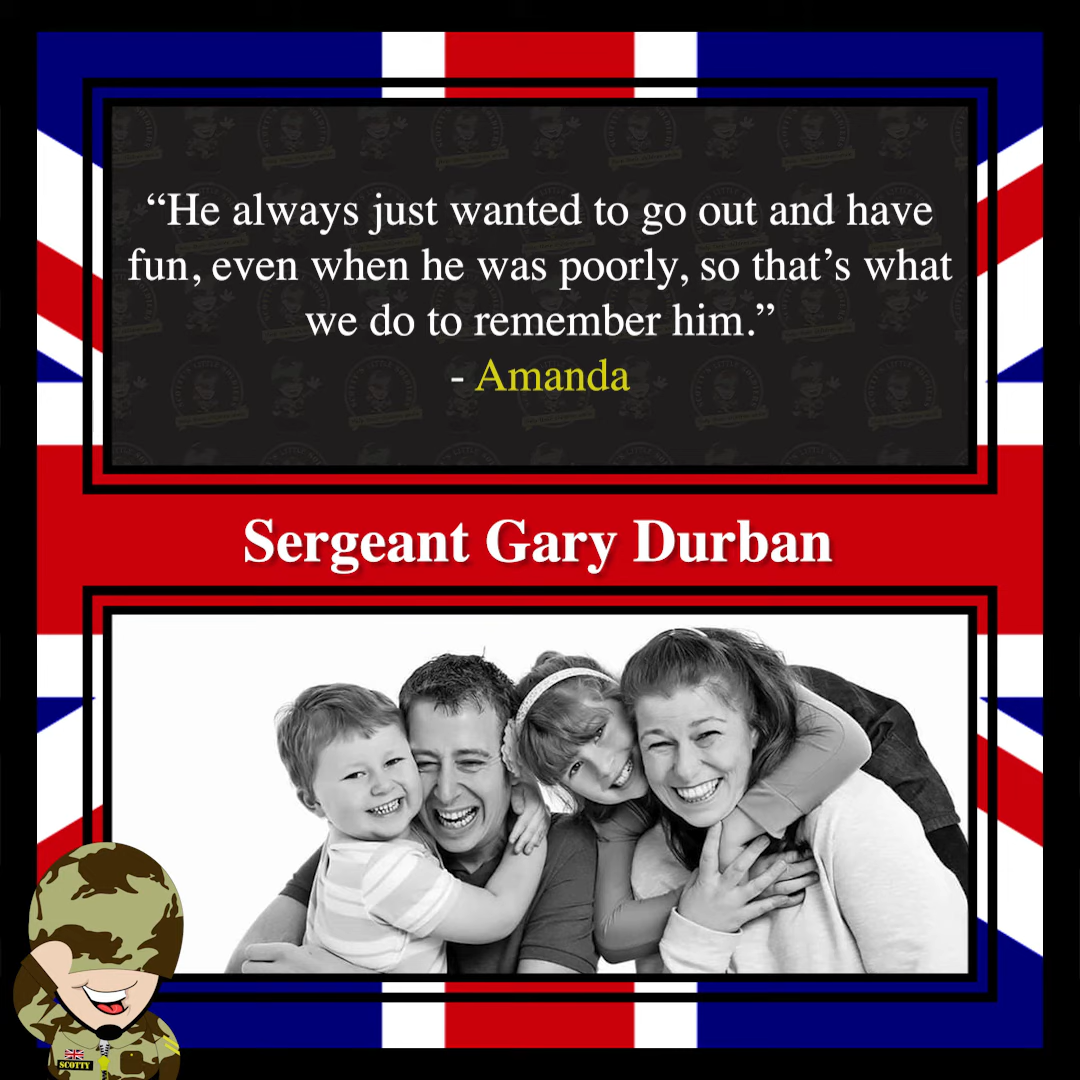 “He always just wanted to go out and have
fun, even when he was poorly, so that’s what
we do to remember him.”
- Amanda
Sergeant Gary Durban
SCOTTY